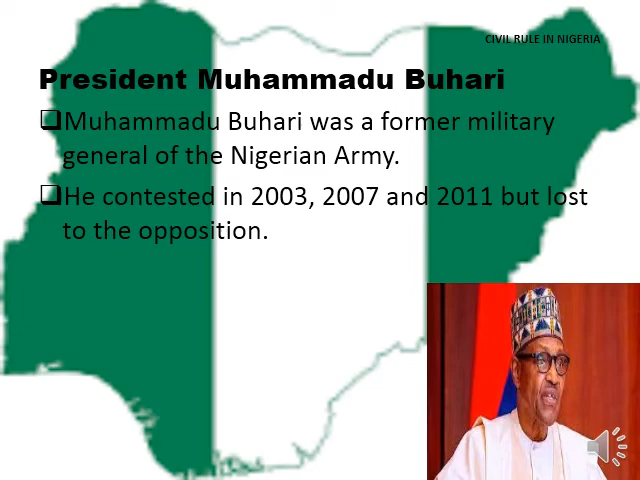 CIVIL RULE IN NIGERIA
President Muhammadu Buhari
❑Muhammadu Buhari was a former military
general of the Nigerian Army.
❑He contested in 2003, 2007 and 2011 but lost
to the opposition.